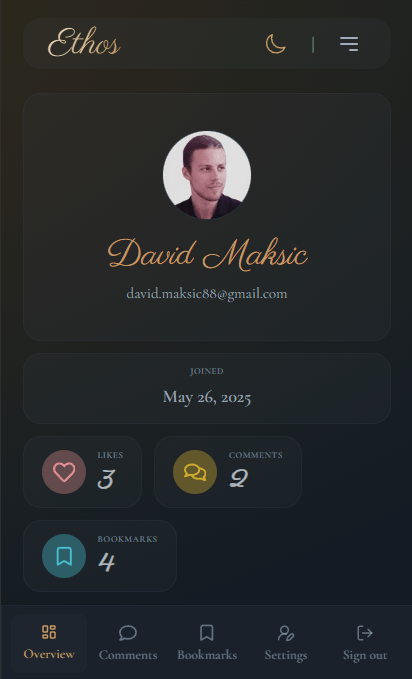 Ethos
David Maksic
david.maksic88@gmail.com
JOINED
May 26, 2025
LIKES
3
COMMENTS
2
BOOKMARKS
4
Overview
Comments
Bookmarks
Settings
Sign out